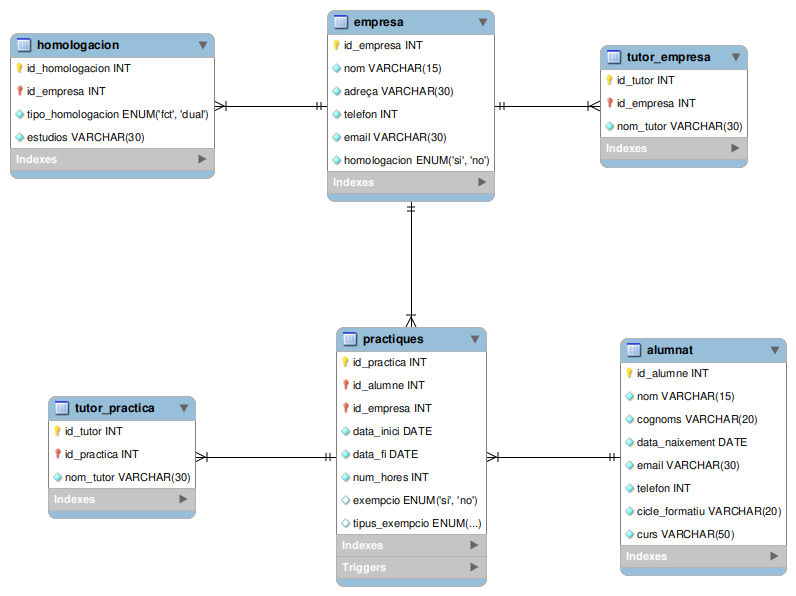 homologacion
id_homologacion INT
id_empresa INT
tipo_homologacion ENUM('fct', 'dual')
estudios VARCHAR(30)
Indexes
empresa
id_empresa INT
nom VARCHAR(15)
adreça VARCHAR(30)
telefon INT
email VARCHAR(30)
homologacion ENUM('si', 'no')
Indexes
tutor_empresa
id_tutor INT
id_empresa INT
nom_tutor VARCHAR(30)
Indexes
tutor_practica
id_tutor INT
id_practica INT
nom_tutor VARCHAR(30)
Indexes
practiques
id_practica INT
id_alumne INT
id_empresa INT
data_inici DATE
data_fi DATE
num_hores INT
exempcio ENUM('si', 'no')
tipus_exempcio ENUM(...)
Indexes
Triggers
alumnat
id_alumne INT
nom VARCHAR(15)
cognoms VARCHAR(20)
data_naixement DATE
email VARCHAR(30)
telefon INT
cicle_formatiu VARCHAR(20)
curs VARCHAR(50)
Indexes